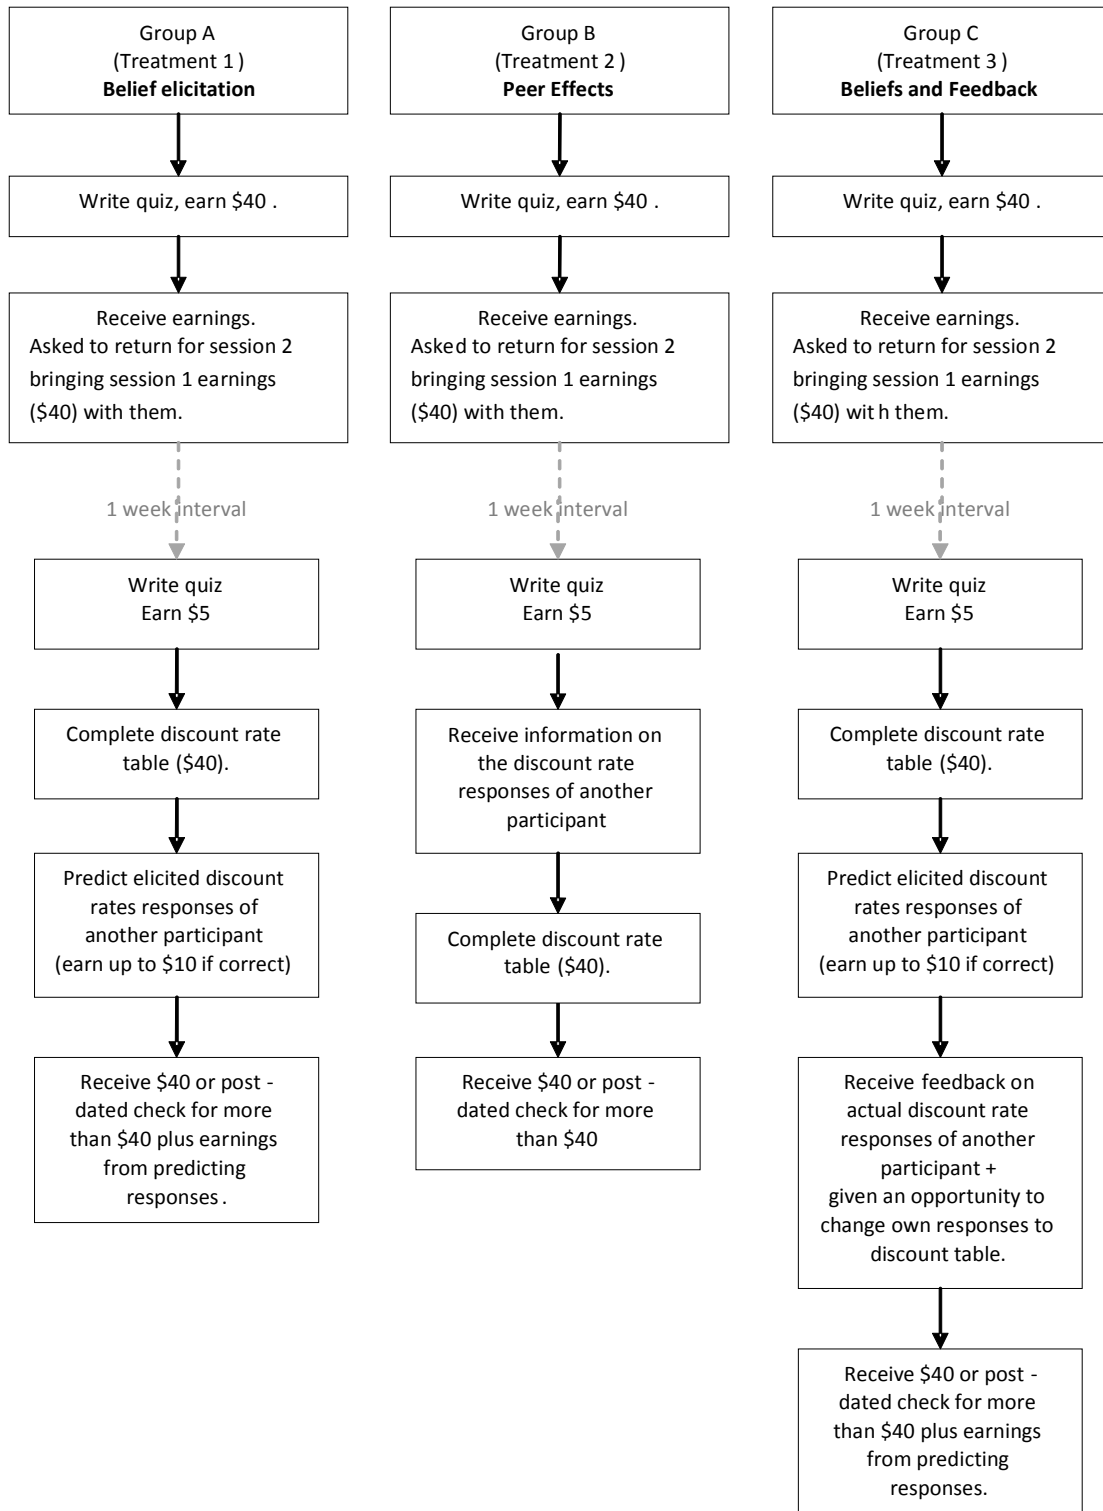 Group A
(Treatment 1 )
Belief elicitation
Write quiz, earn $40 .
Receive earnings.
Asked to return for session 2
bringing session 1 earnings
($40) with them.
1 week interval
Write quiz
Earn $5
Complete discount rate
table ($40).
Predict elicited discount
rates responses of
another participant
(earn up to $10 if correct)
Receive $40 or post -
dated check for more
than $40 plus earnings
from predicting
responses .
Group B
(Treatment 2 )
Peer Effects
Write quiz, earn $40 .
Receive earnings.
Asked to return for session 2
bringing session 1 earnings
($40) with them.
1 week interval
Write quiz
Earn $5
Receive information on
the discount rate
responses of another
participant
Complete discount rate
table ($40).
Receive $40 or post -
dated check for more
than $40
Group C
(Treatment 3 )
Beliefs and Feedback
Write quiz, earn $40 .
Receive earnings.
Asked to return for session 2
bringing session 1 earnings
($40) wit h them.
1 week interval
Write quiz
Earn $5
Complete discount rate
table ($40).
Predict elicited discount
rates responses of
another participant
(earn up to $10 if correct)
Receive feedback on
actual discount rate
responses of another
participant +
given an opportunity to
change own responses to
discount table.
Receive $40 or post -
dated check for more
than $40 plus earnings
from predicting
responses.